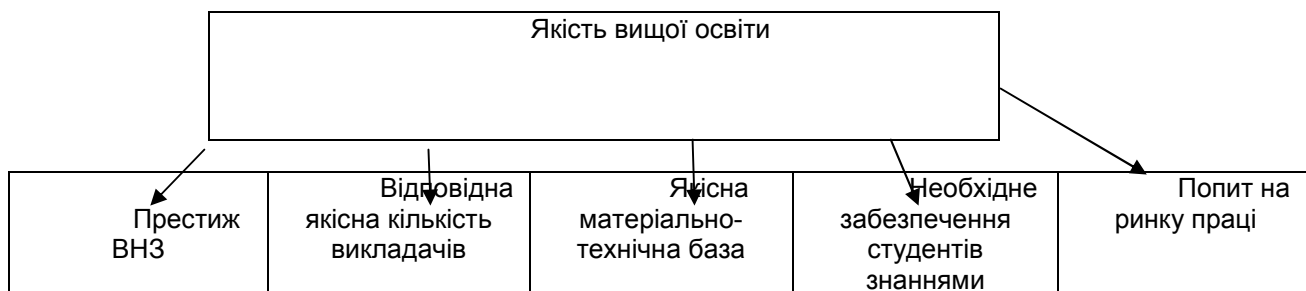 Якість вищої освіти
Престиж
ВНЗ
Відповідна
якісна кількість
викладачів
Якісна
матеріально-
технічна база
Необхідне
забезпечення
студентів
знаннями
Попит на
ринку праці